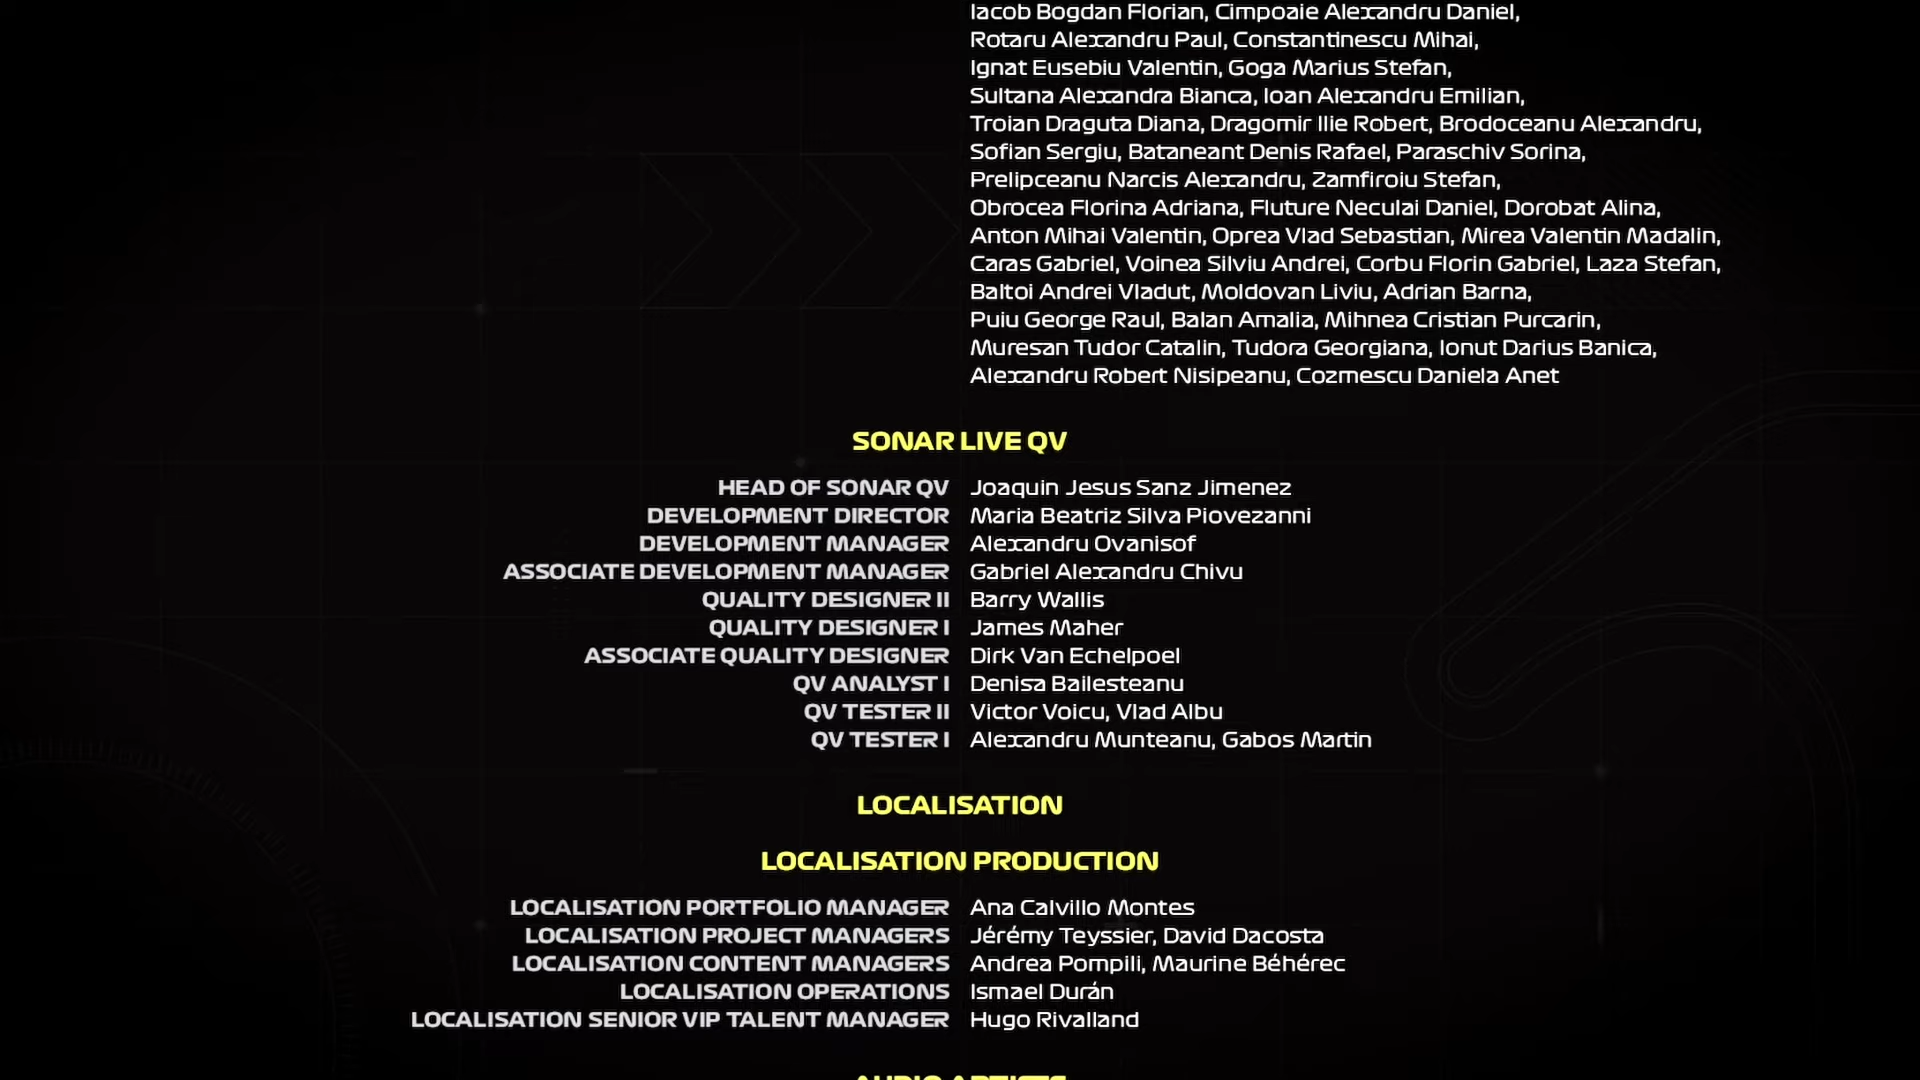 Iacob Bogdan Florian, Cimpoaie Alexandru Daniel,
Rotaru Alexandru Paul, Constantinescu Mihai,
Ignat Eusebiu Valentin, Goga Marius Stefan,
Sultana Alexandra Bianca, Ioan Alexandru Emilian,
Troian Draguta Diana, Dragomir Ilie Robert, Brodoceanu Alexandru,
Sofian Sergiu, Bataneant Denis Rafael, Paraschiv Sorina,
Prelipceanu Narcis Alexandru, Zamfiroiu Stefan,
Obrocea Florina Adriana, Fluture Neculai Daniel, Dorobat Alina,
Anton Mihai Valentin, Oprea Vlad Sebastian, Mirea Valentin Madalin,
Caras Gabriel, Voinea Silviu Andrei, Corbu Florin Gabriel, Laza Stefan,
Baltoi Andrei Vladut, Moldovan Liviu, Adrian Barna,
Puiu George Raul, Balan Amalia, Mihnea Cristian Purcarin,
Muresan Tudor Catalin, Tudora Georgiana, Ionut Darius Banica,
Alexandru Robert Nisipeanu, Cozmescu Daniela Anet
SONAR LIVE QV
HEAD OF SONAR QV Joaquin Jesus Sanz Jimenez
DEVELOPMENT DIRECTOR Maria Beatriz Silva Piovezanni
DEVELOPMENT MANAGER Alexandru Ovanisof
ASSOCIATE DEVELOPMENT MANAGER Gabriel Alexandru Chivu
QUALITY DESIGNER II Barry Wallis
QUALITY DESIGNER I James Maher
ASSOCIATE QUALITY DESIGNER Dirk Van Echelpoel
QV ANALYST I Denisa Bailesteanu
QV TESTER II Victor Voicu, Vlad Albu
QV TESTER I Alexandru Munteanu, Gabos Martin
LOCALISATION
LOCALISATION PRODUCTION
LOCALISATION PORTFOLIO MANAGER Ana Calvillo Montes
LOCALISATION PROJECT MANAGERS Jérémy Teyssier, David Dacosta
LOCALISATION CONTENT MANAGERS Andrea Pompili, Maurine Béhérec
LOCALISATION OPERATIONS Ismael Durán
LOCALISATION SENIOR VIP TALENT MANAGER Hugo Rivalland
AUDIO ARTISTS